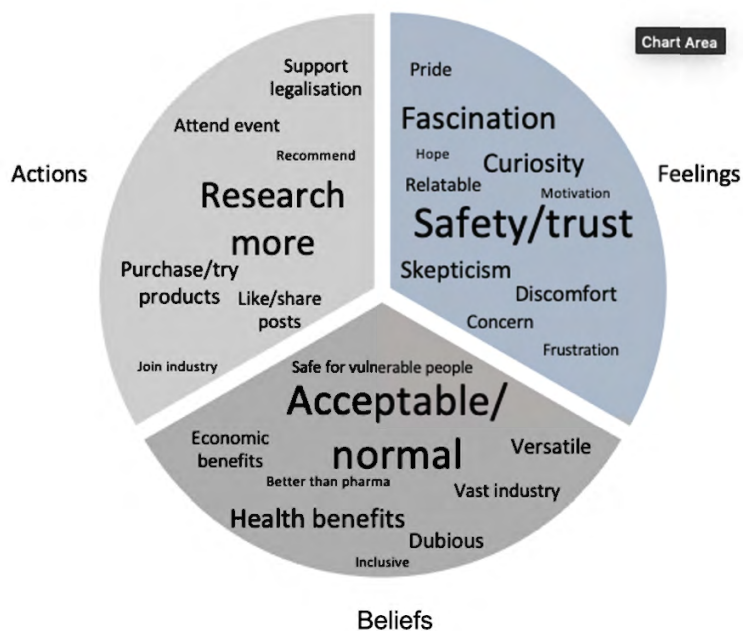 Chart Area
Actions
Support
legalisation
Attend event
Recommend
Research
more
Purchase/try
products
Like/share
posts
Join industry
Feelings
Pride
Fascination
Hope
Curiosity
Relatable
Motivation
Safety/trust
Skepticism
Discomfort
Concern
Frustration
Safe for vulnerable people
Acceptable/
normal
Economic
benefits
Versatile
Better than pharma
Vast industry
Health benefits
Dubious
Inclusive
Beliefs